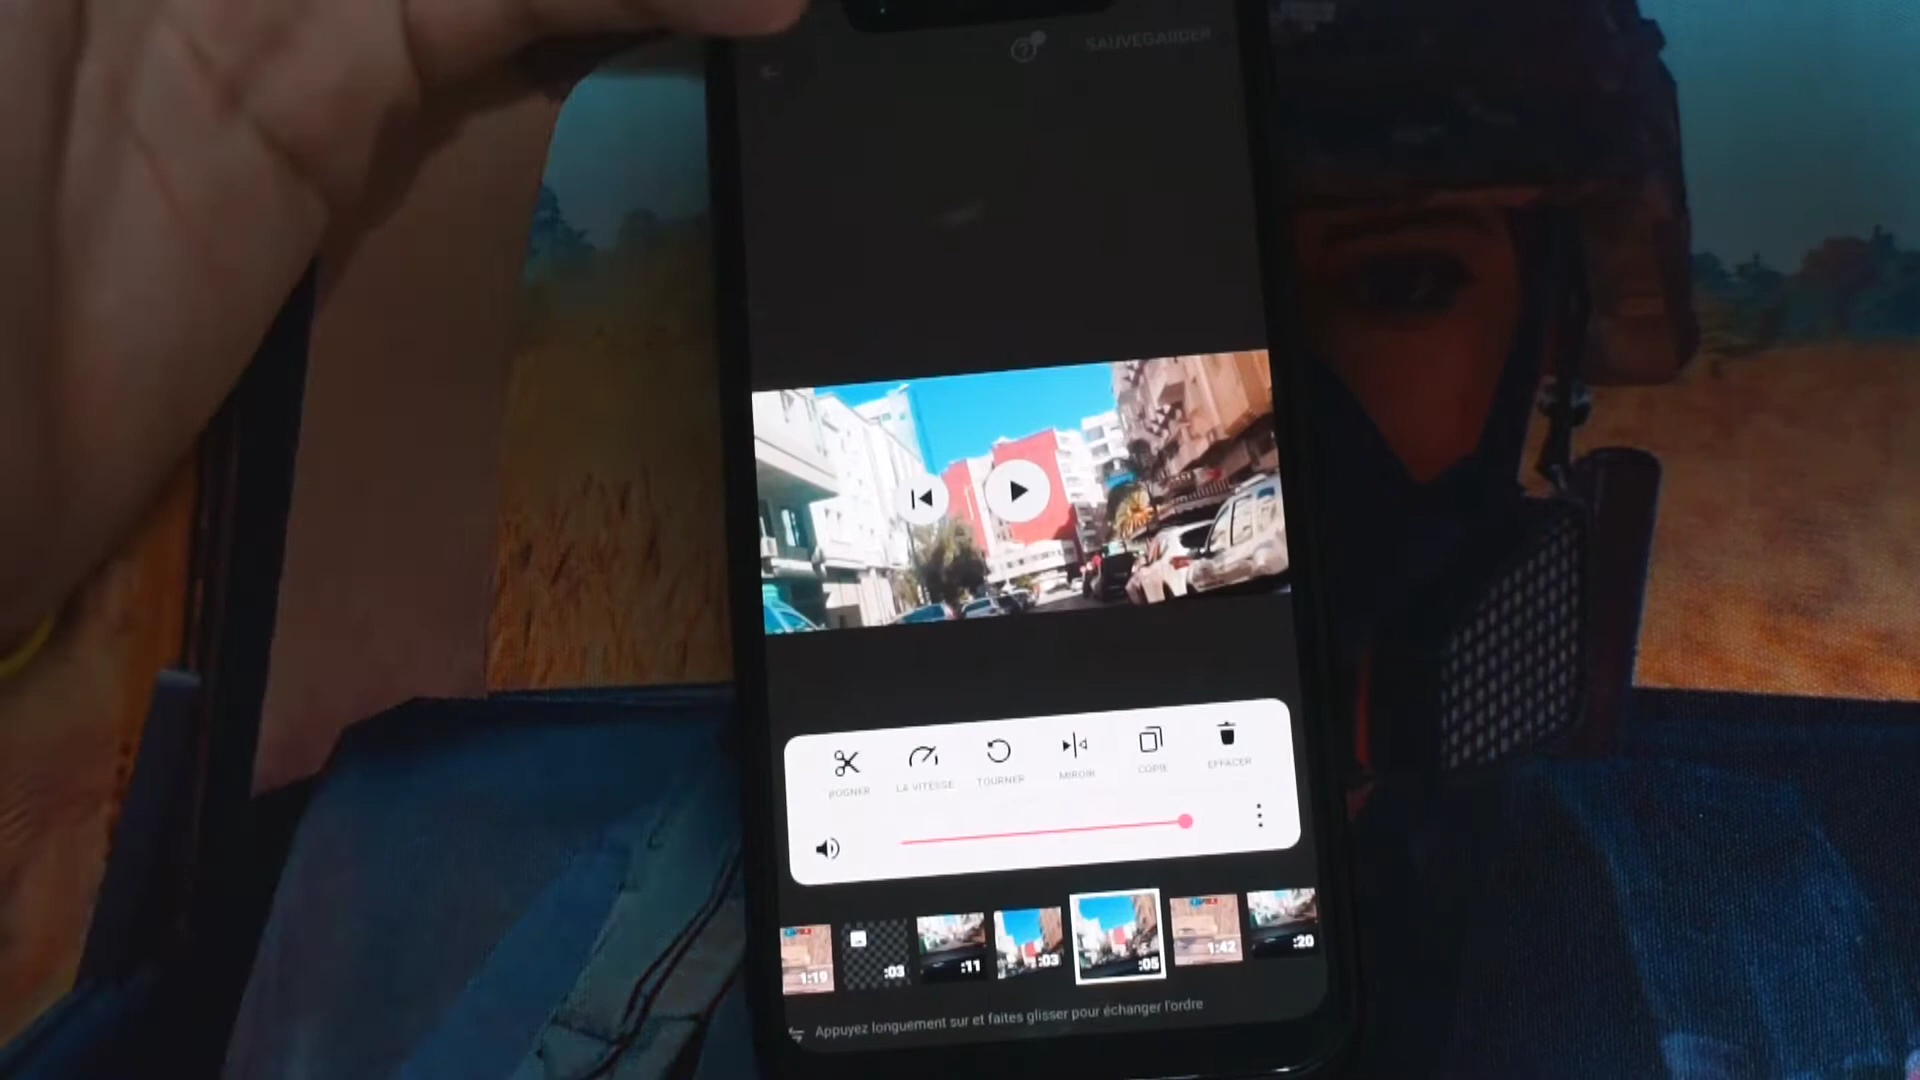 SAUVEGARDER
ROGNER LA VITESSE TOURNER MIROIR COPIE EFFACER
1:19 :03 :11 :03 :05 1:42 :20
Appuyez longuement sur et faites glisser pour échanger l'ordre